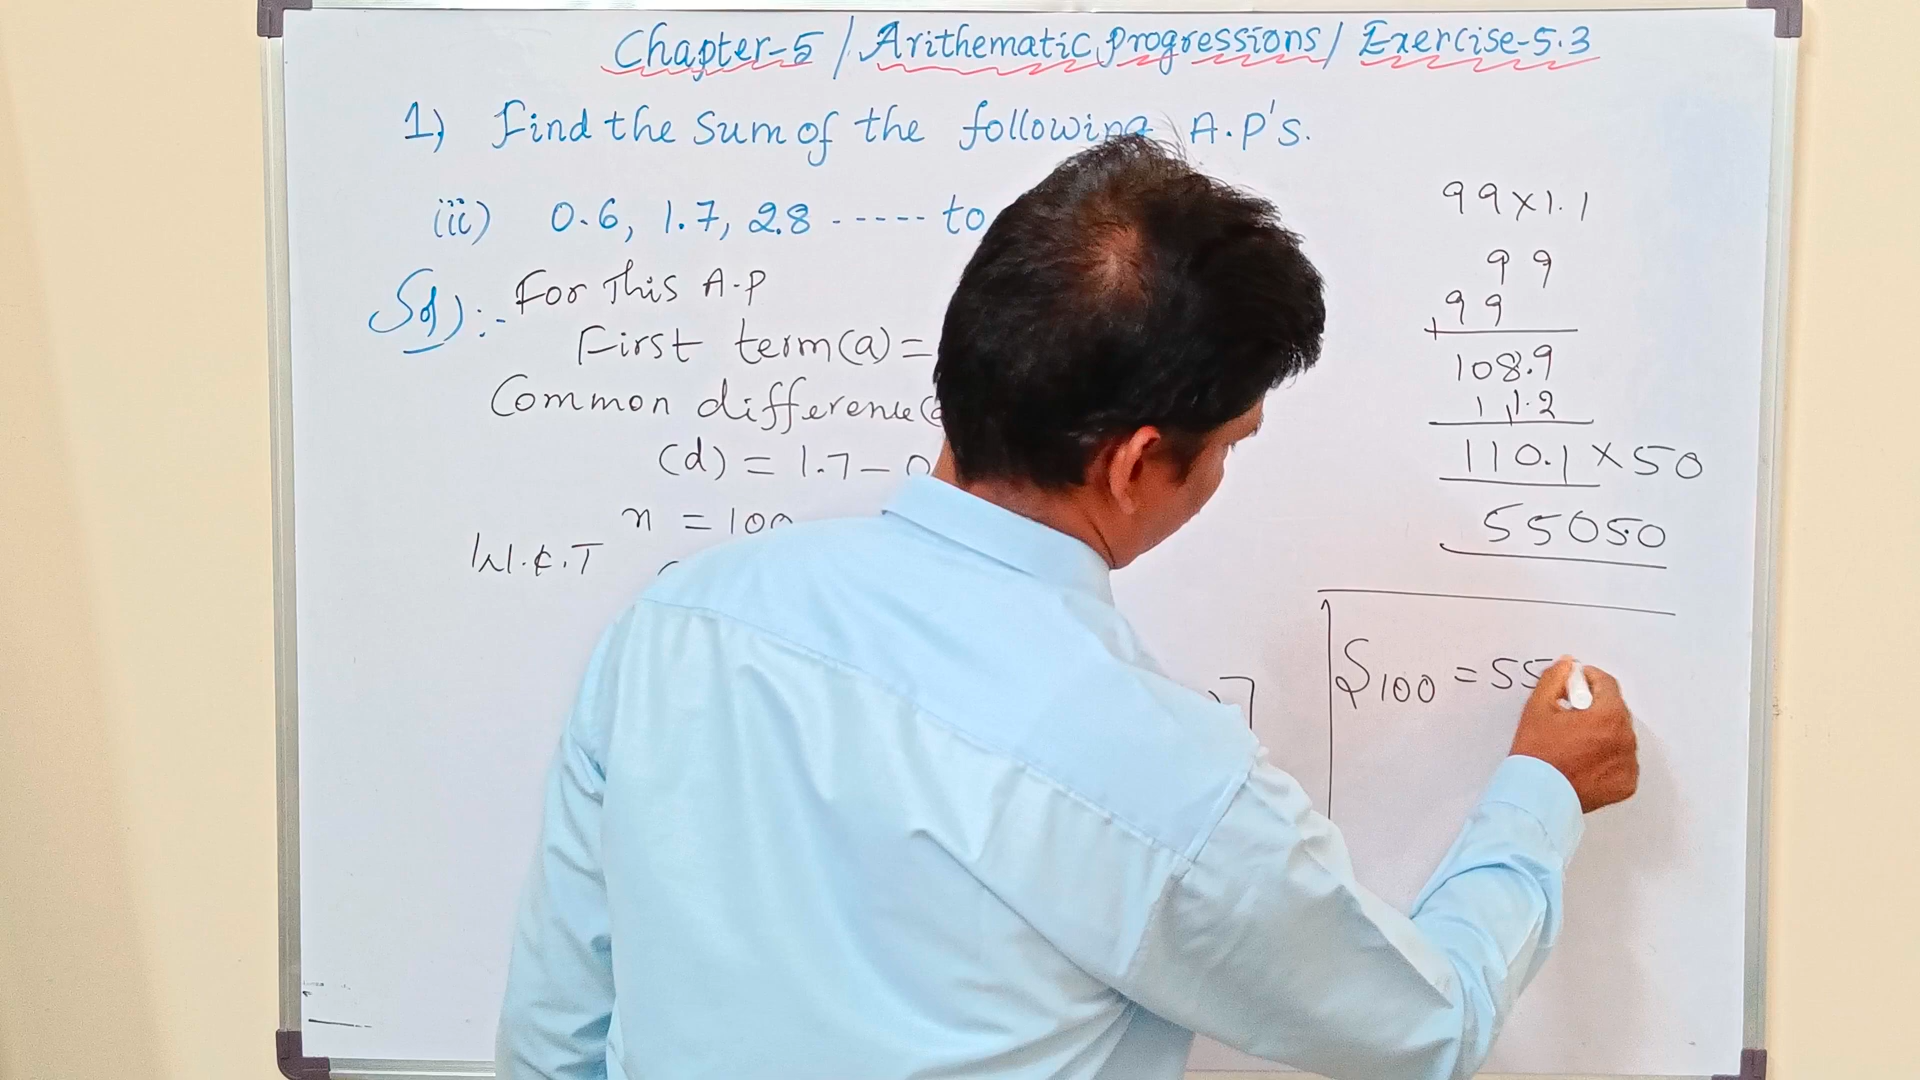 Chapter-5 / Arithematic progressions / Exercise-5.3
1) Find the Sum of the following A.P's.
(iii) 0.6, 1.7, 2.8 ----- to
Sol):- For This A.P
First term(a) =
Common difference(
(d) = 1.7 - 0
n = 100
W.K.T
99×1.1
99
99
108.9
11.2
110.1 × 50
5505.0
S100 = 55